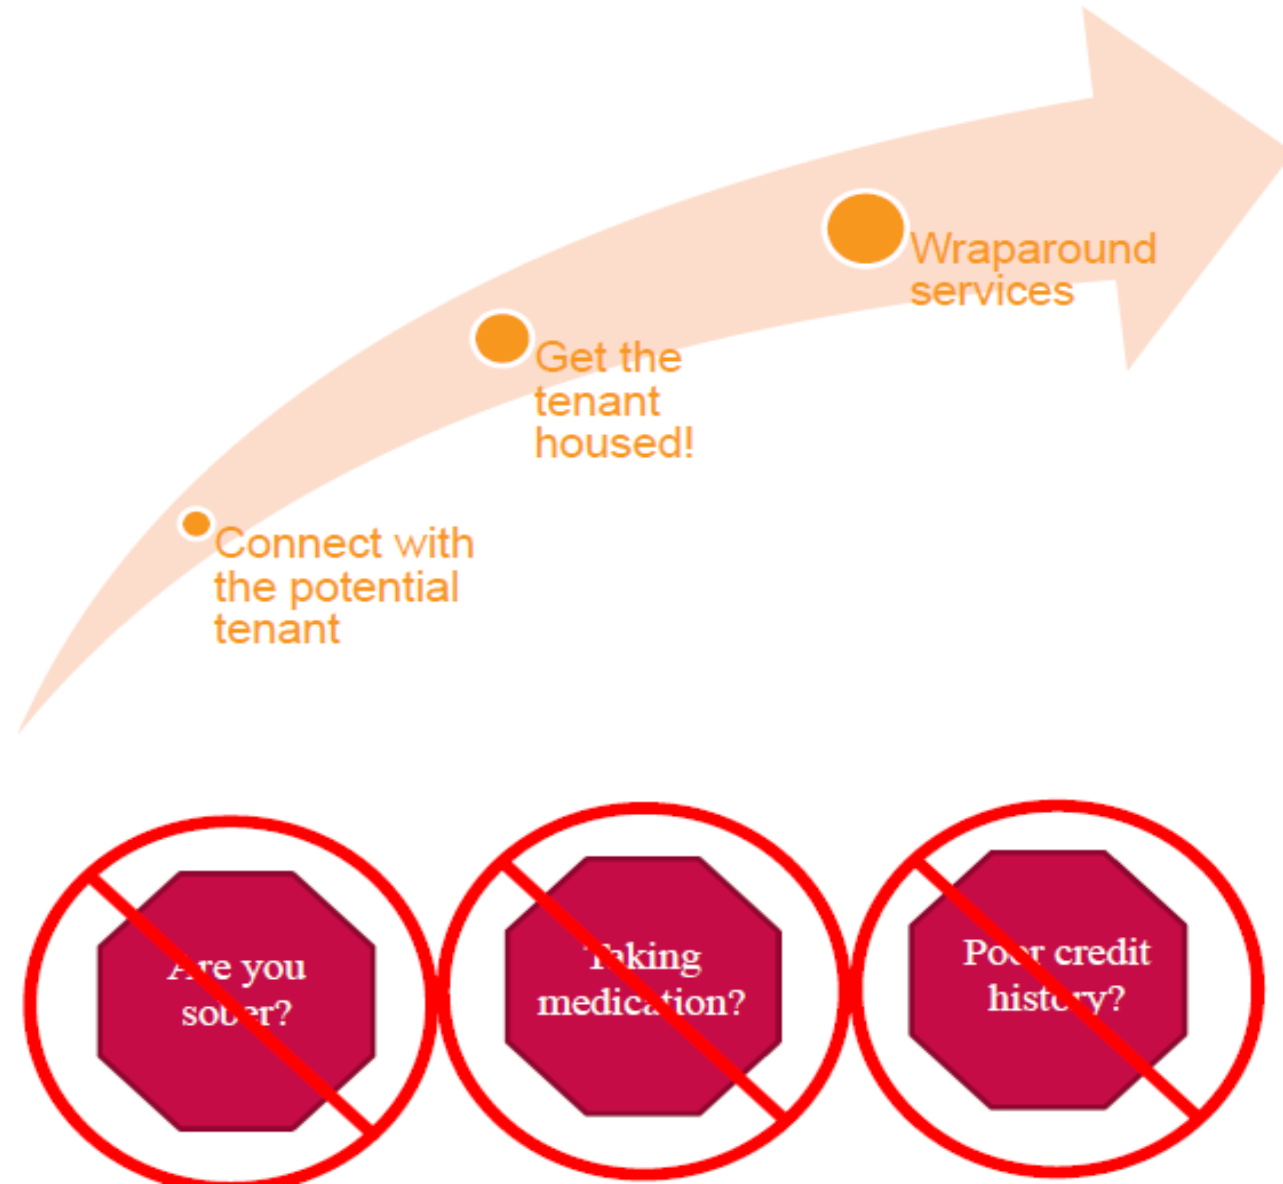 Wraparound
services
Get the
tenant
housed!
Connect with
the potential
tenant
Are you
sober?
Taking
medication?
Poor credit
history?